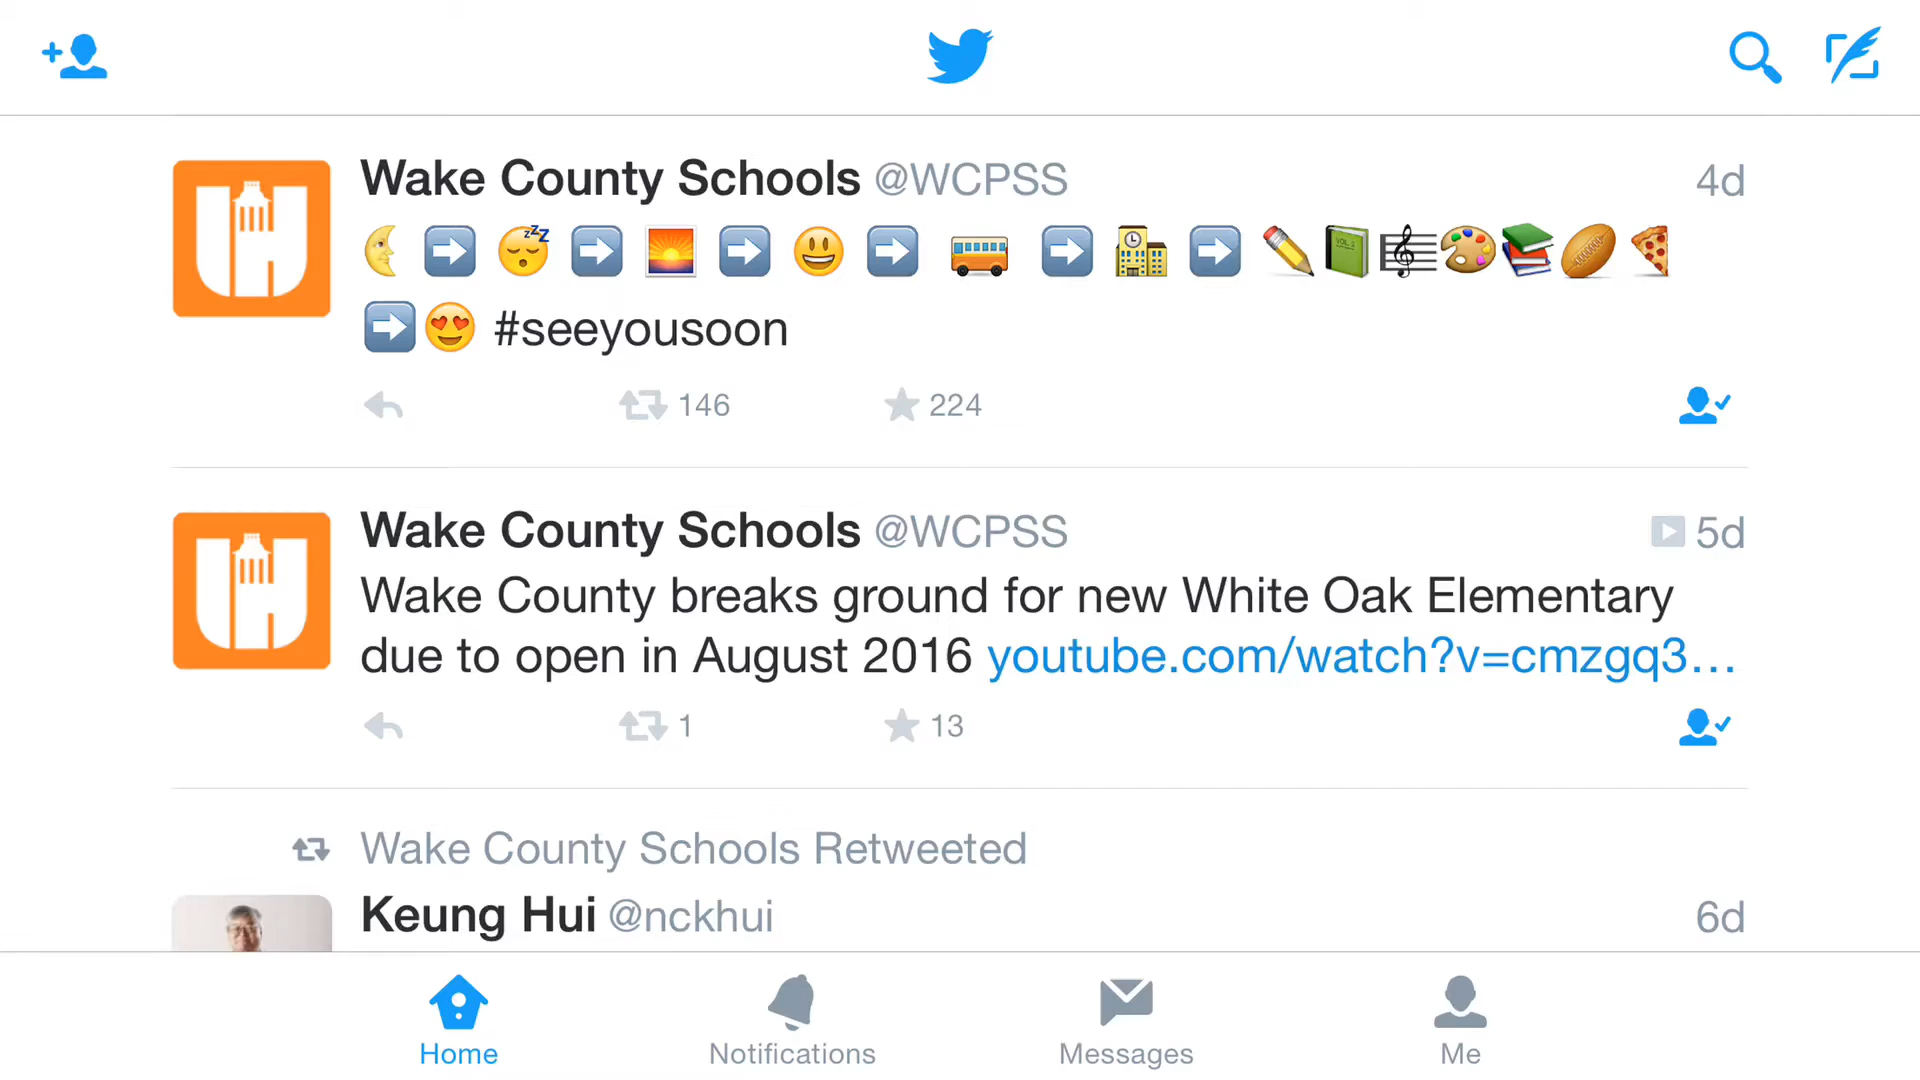 Wake County Schools @WCPSS 4d
🌜 ➡️ 😴 ➡️ 🌅 ➡️ 😃 ➡️ 🚌 ➡️ 🏫 ➡️ ✏️📗🎼🎨📚🏉🍕
➡️😍 #seeyousoon
146 224
Wake County Schools @WCPSS 5d
Wake County breaks ground for new White Oak Elementary
due to open in August 2016 youtube.com/watch?v=cmzgq3…
1 13
Wake County Schools Retweeted
Keung Hui @nckhui 6d
Home Notifications Messages Me